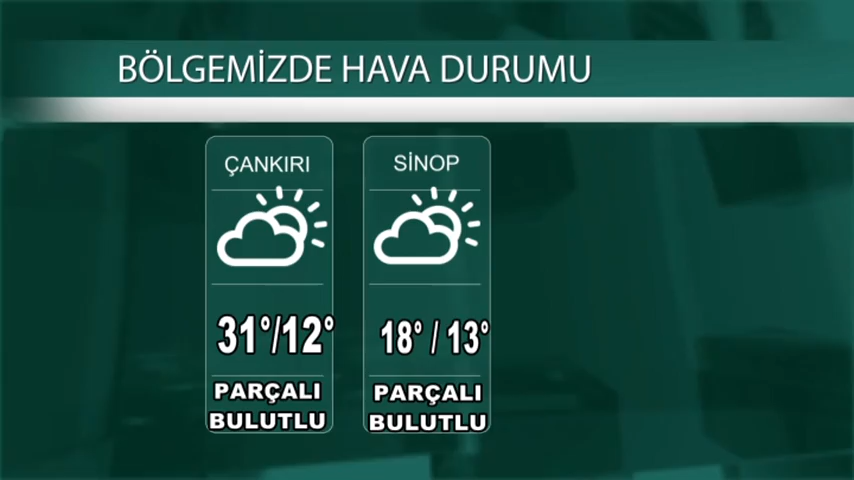 BÖLGEMİZDE HAVA DURUMU
ÇANKIRI
31°/12°
PARÇALI
BULUTLU
SİNOP
18° / 13°
PARÇALI
BULUTLU